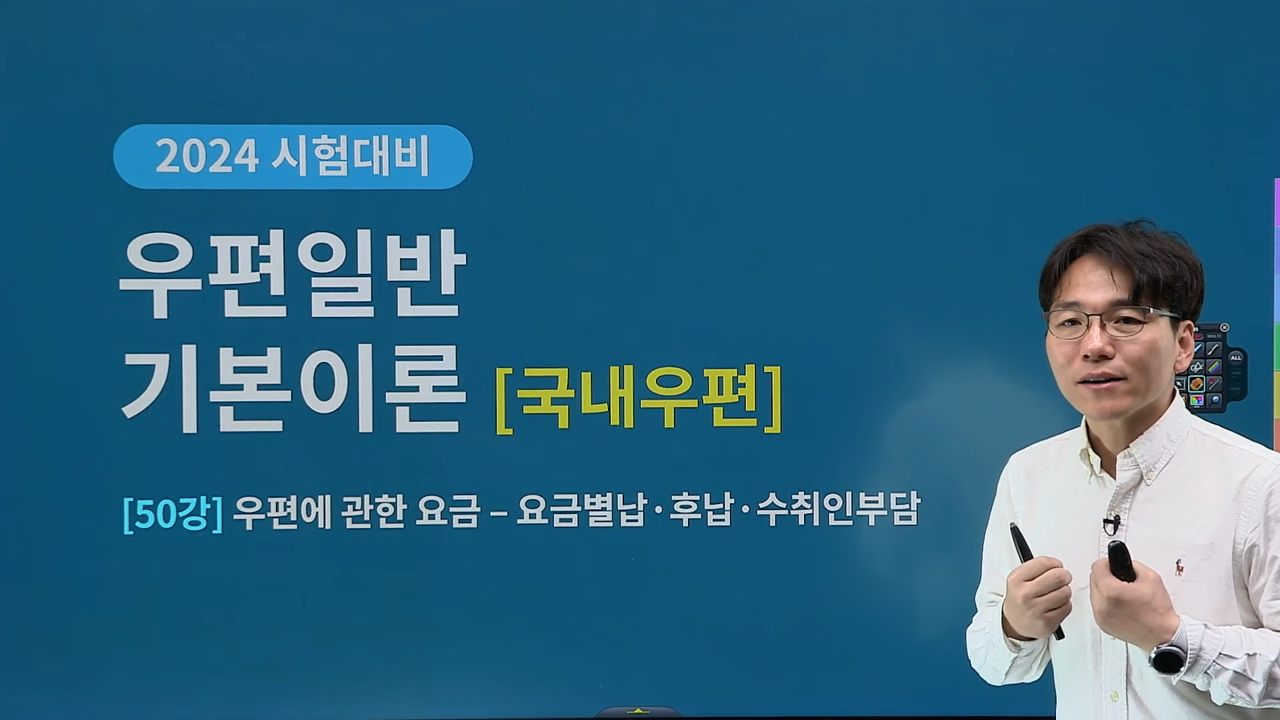 2024 시험대비
우편일반
기본이론 [국내우편]
[50강] 우편에 관한 요금 – 요금별납·후납·수취인부담
ALL